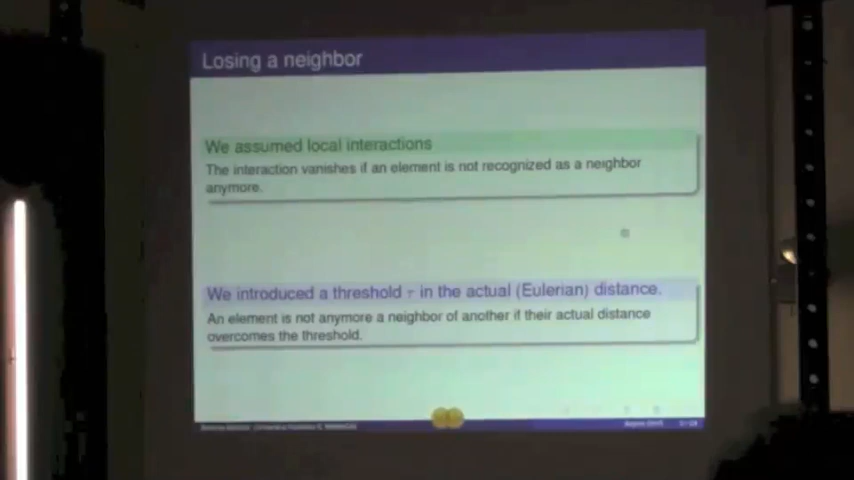 Losing a neighbor
We assumed local interactions
The interaction vanishes if an element is not recognized as a neighbor
anymore.
We introduced a threshold τ in the actual (Eulerian) distance.
An element is not anymore a neighbor of another if their actual distance
overcomes the threshold.